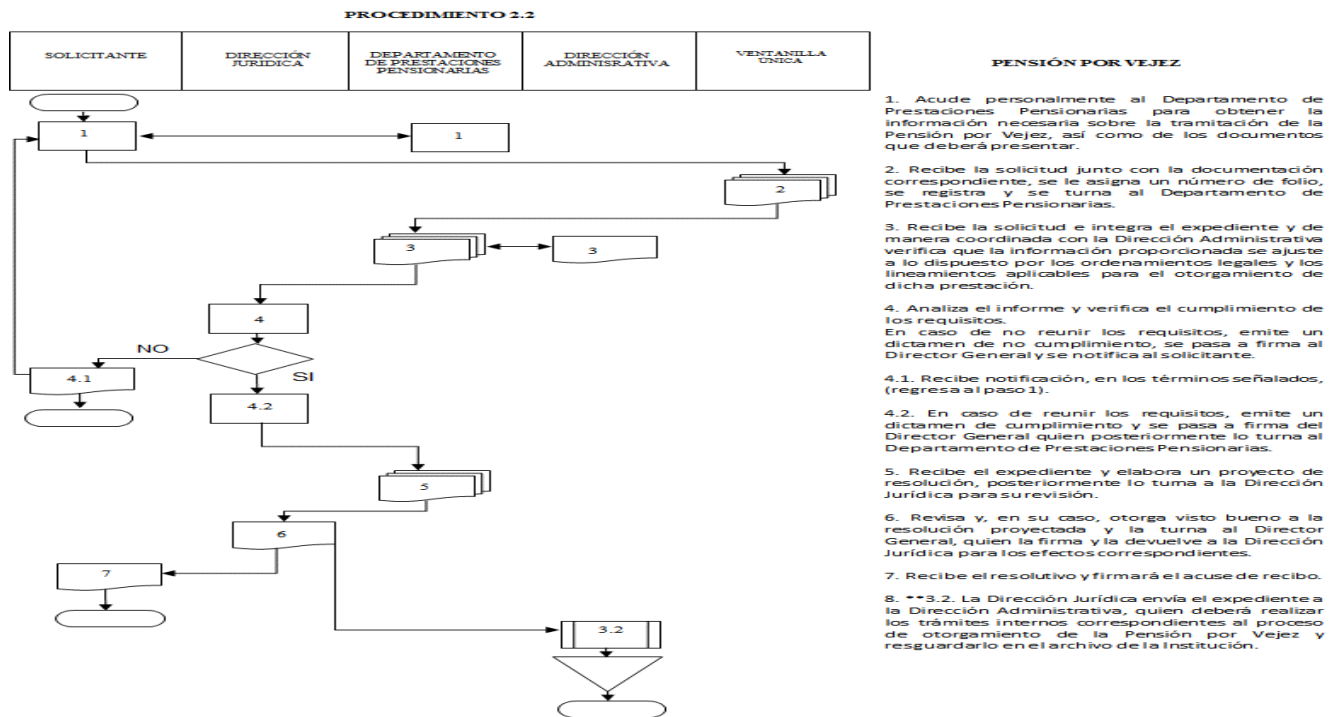 PROCEDIMIENTO 2.2
SOLICITANTE
DIRECCIÓN
JURIDICA
DEPARTAMENTO
DE PRESTACIONES
PENSIONARIAS
DIRECCIÓN
ADMINISRATIVA
VENTANILLA
ÚNICA
1
1
2
3
3
4
NO
SI
4.1
4.2
5
6
7
3.2
PENSIÓN POR VEJEZ
1. Acude personalmente al Departamento de
Prestaciones Pensionarias para obtener la
información necesaria sobre la tramitación de la
Pensión por Vejez, así como de los documentos
que deberá presentar.
2. Recibe la solicitud junto con la documentación
correspondiente, se le asigna un número de folio,
se registra y se turna al Departamento de
Prestaciones Pensionarias.
3. Recibe la solicitud e integra el expediente y de
manera coordinada con la Dirección Administrativa
verifica que la información proporcionada se ajuste
a lo dispuesto por los ordenamientos legales y los
lineamientos aplicables para el otorgamiento de
dicha prestación.
4. Analiza el informe y verifica el cumplimiento de
los requisitos.
En caso de no reunir los requisitos, emite un
dictamen de no cumplimiento, se pasa a firma al
Director General y se notifica al solicitante.
4.1. Recibe notificación, en los términos señalados,
(regresa al paso 1).
4.2. En caso de reunir los requisitos, emite un
dictamen de cumplimiento y se pasa a firma del
Director General quien posteriormente lo turna al
Departamento de Prestaciones Pensionarias.
5. Recibe el expediente y elabora un proyecto de
resolución, posteriormente lo turna a la Dirección
Jurídica para su revisión.
6. Revisa y, en su caso, otorga visto bueno a la
resolución proyectada y la turna al Director
General, quien la firma y la devuelve a la Dirección
Jurídica para los efectos correspondientes.
7. Recibe el resolutivo y firmará el acuse de recibo.
8. **3.2. La Dirección Jurídica envía el expediente a
la Dirección Administrativa, quien deberá realizar
los trámites internos correspondientes al proceso
de otorgamiento de la Pensión por Vejez y
resguardarlo en el archivo de la Institución.